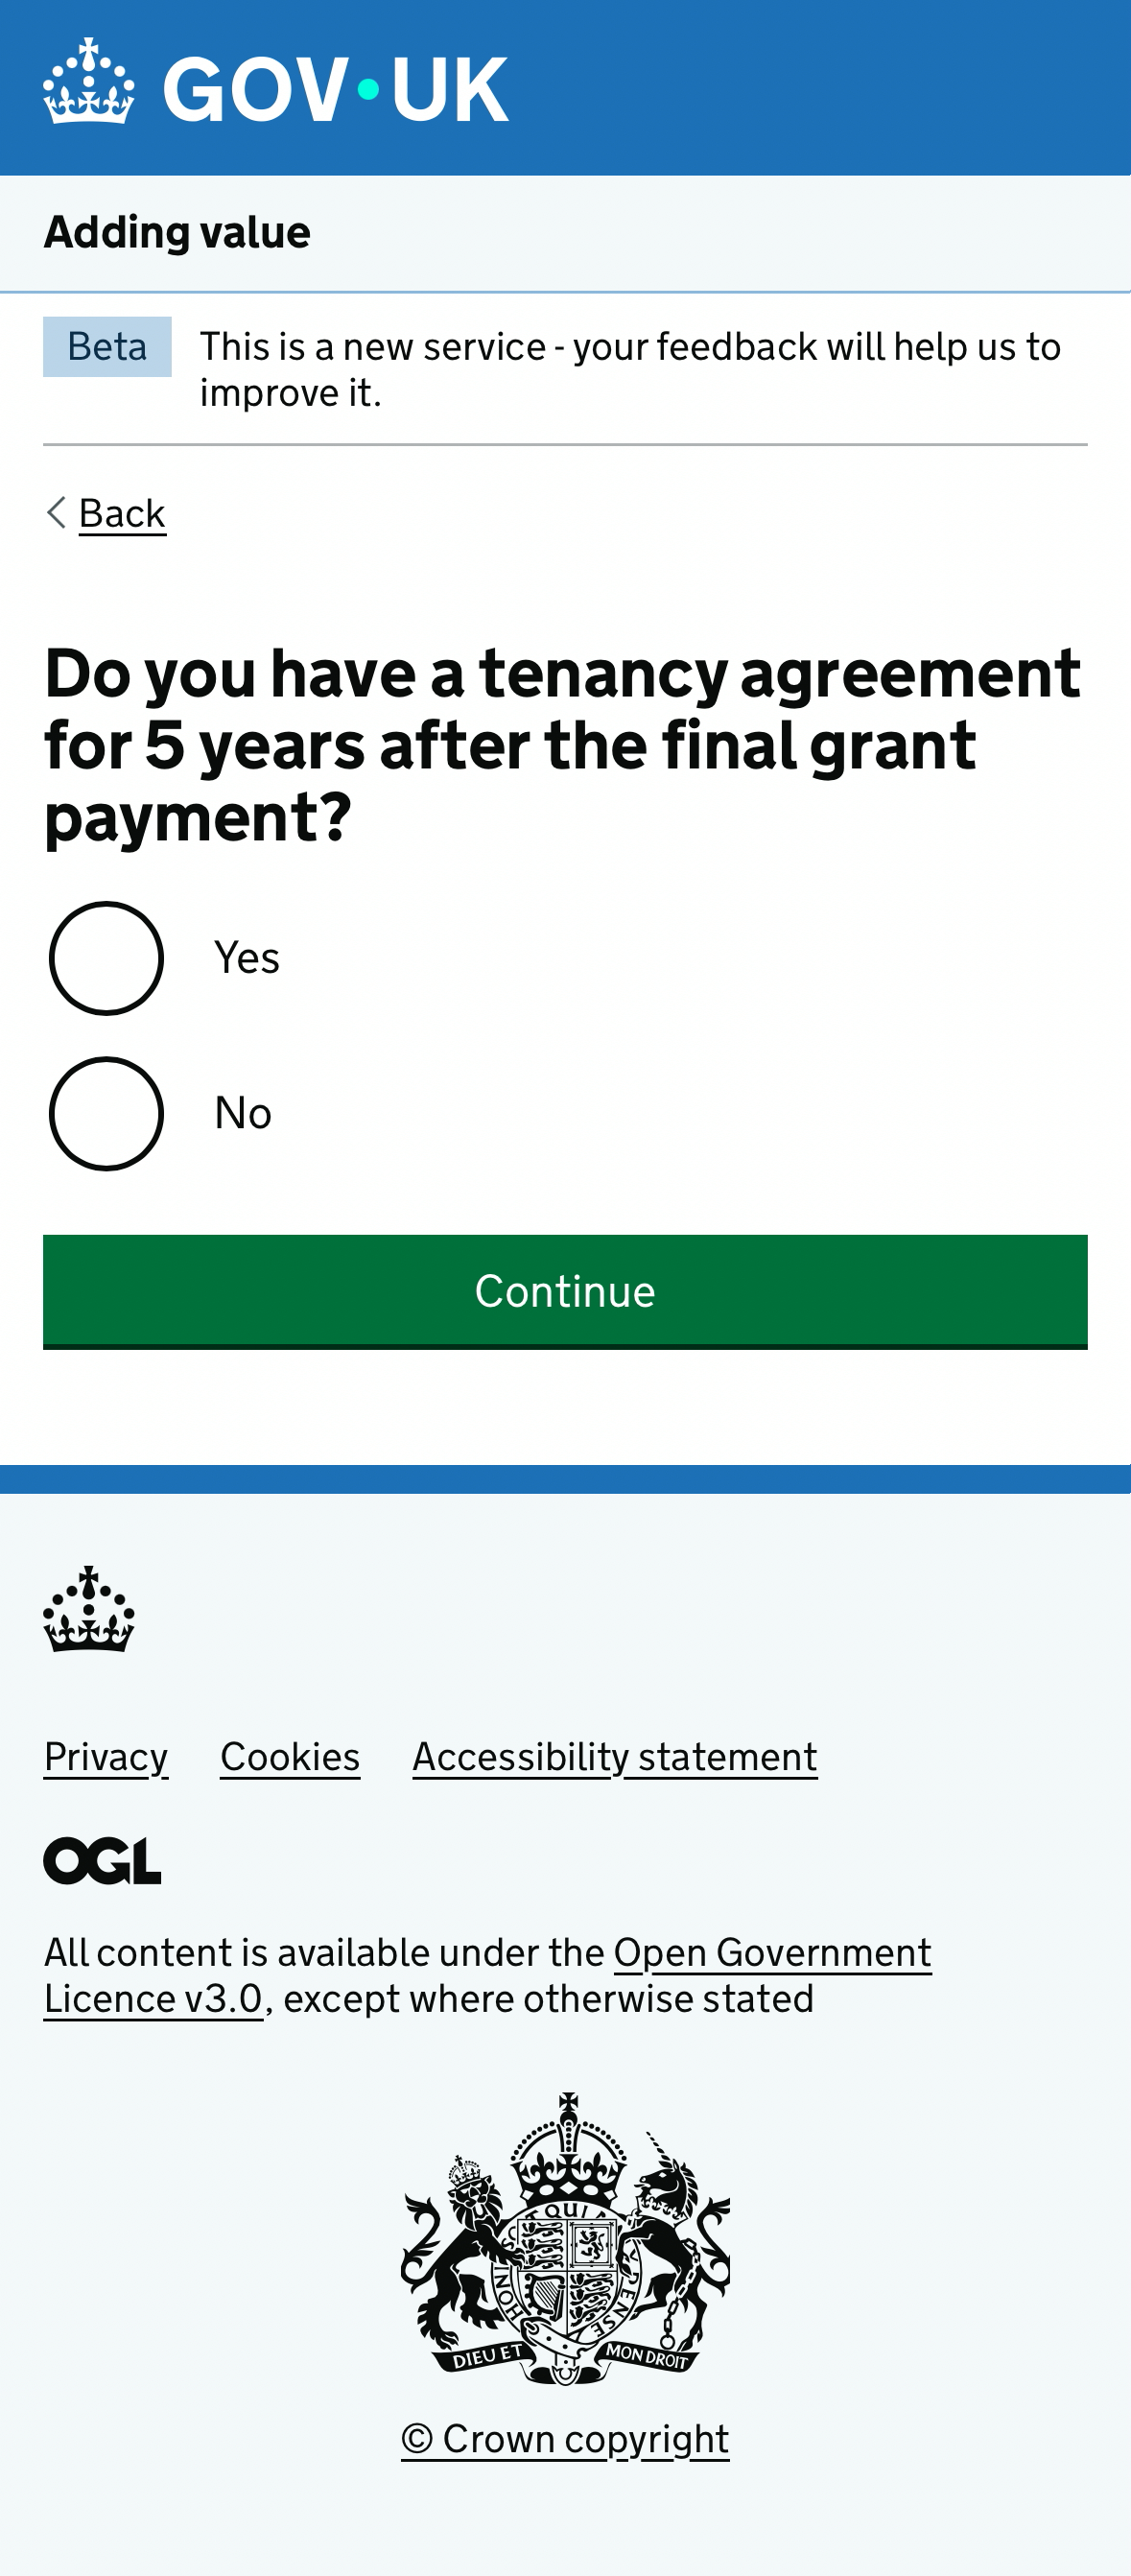 GOV·UK
Adding value
Beta
This is a new service - your feedback will help us to
improve it.
Back
Do you have a tenancy agreement
for 5 years after the final grant
payment?
Yes
No
Continue
Privacy Cookies Accessibility statement
OGL
All content is available under the Open Government
Licence v3.0, except where otherwise stated
HONI QUI PENSE
DIEU ET MON DROIT
© Crown copyright